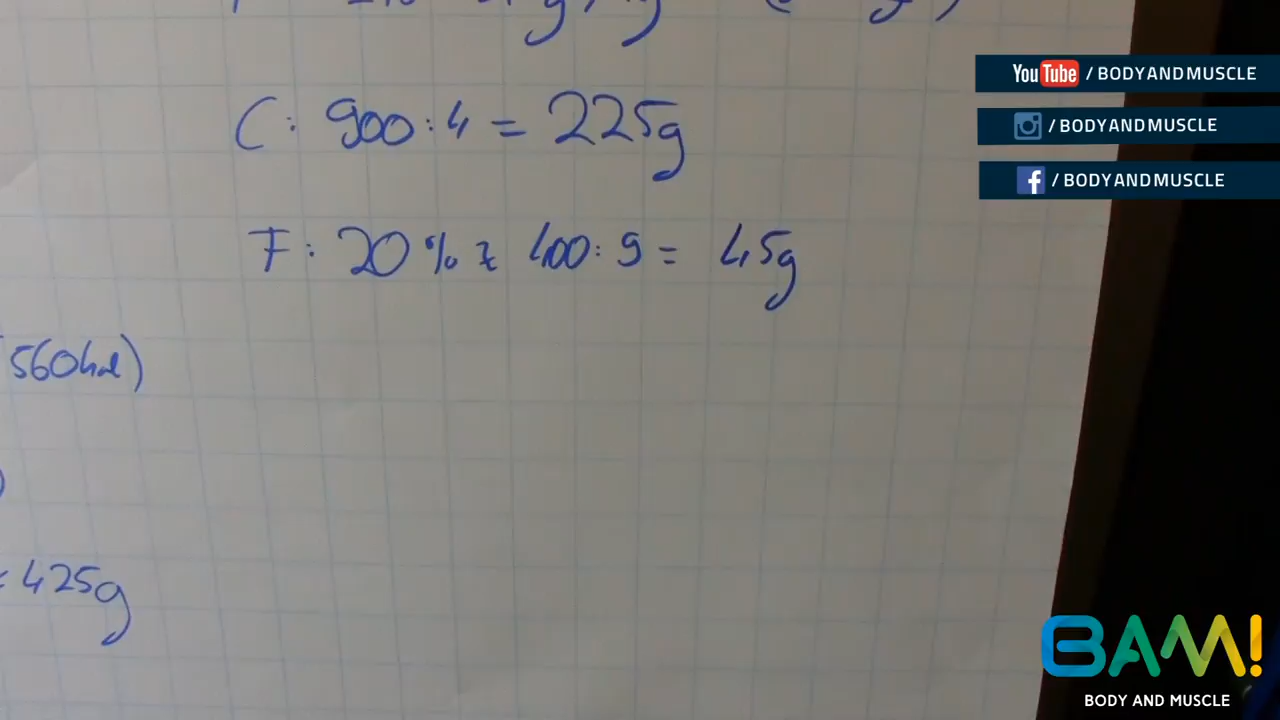 C: 900:4 = 225g
F: 20% z 400:9 = 45g
(560kcal)
= 425g
You Tube / BODYANDMUSCLE
/ BODYANDMUSCLE
/ BODYANDMUSCLE
BAM!
BODY AND MUSCLE